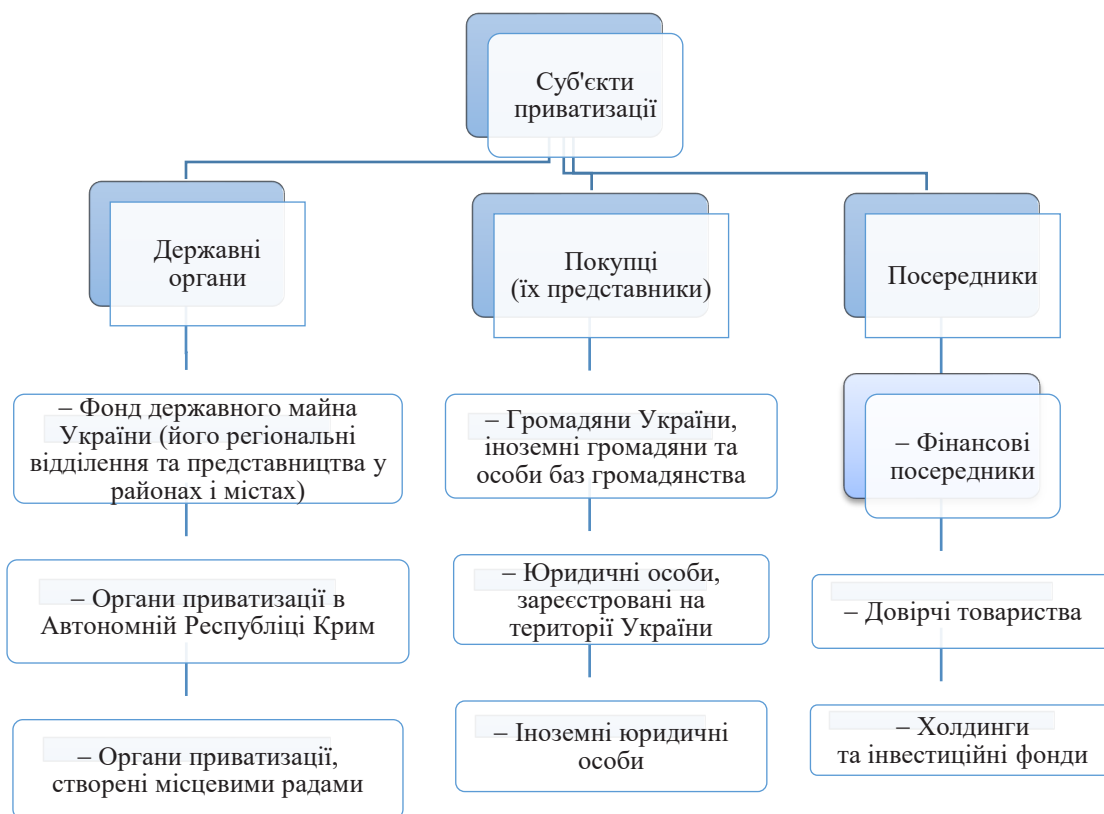 Суб'єкти
приватизації
Державні
органи
Покупці
(їх представники)
Посередники
– Фонд державного майна
України (його регіональні
відділення та представництва у
районах і містах)
– Громадяни України,
іноземні громадяни та
особи баз громадянства
– Фінансові
посередники
– Органи приватизації в
Автономній Республіці Крим
– Юридичні особи,
зареєстровані на
території України
– Довірчі товариства
– Органи приватизації,
створені місцевими радами
– Іноземні юридичні
особи
– Холдинги
та інвестиційні фонди